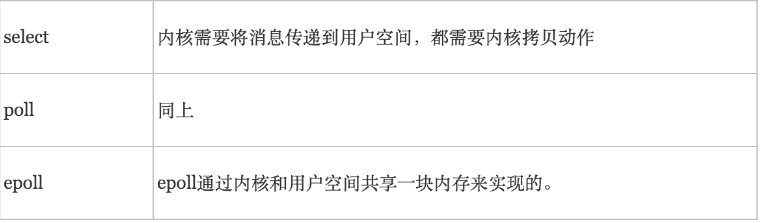 select 内核需要将消息传递到用户空间，都需要内核拷贝动作
poll 同上
epoll epoll通过内核和用户空间共享一块内存来实现的。